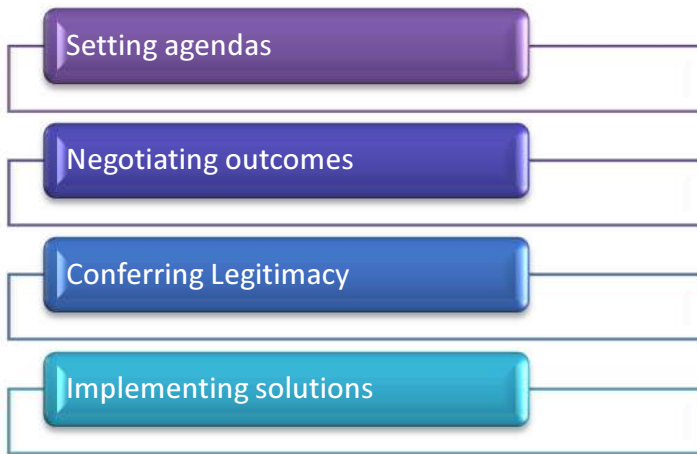 Setting agendas
Negotiating outcomes
Conferring Legitimacy
Implementing solutions